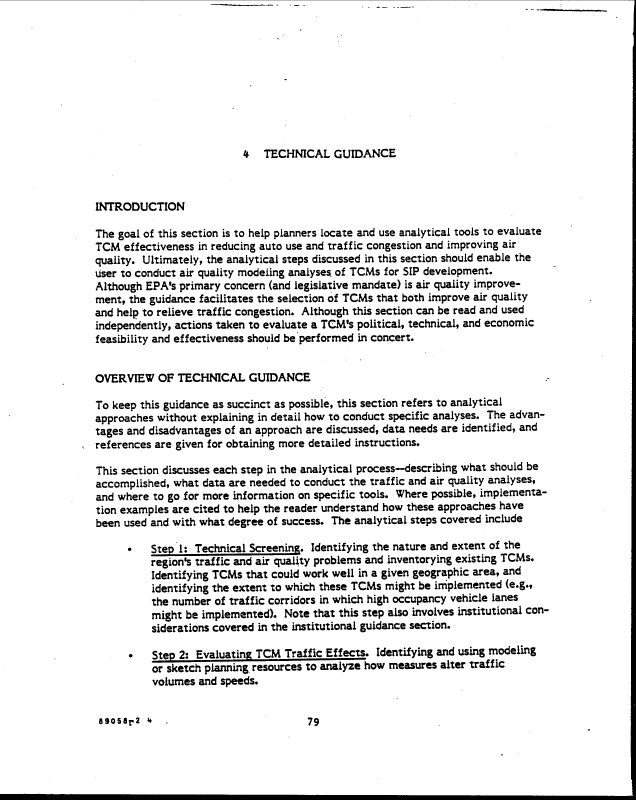 4 TECHNICAL GUIDANCE
INTRODUCTION
The goal of this section is to help planners locate and use analytical tools to evaluate
TCM effectiveness in reducing auto use and traffic congestion and improving air
quality. Ultimately, the analytical steps discussed in this section should enable the
user to conduct air quality modeling analyses of TCMs for SIP development.
Although EPA's primary concern (and legislative mandate) is air quality improve-
ment, the guidance facilitates the selection of TCMs that both improve air quality
and help to relieve traffic congestion. Although this section can be read and used
independently, actions taken to evaluate a TCM's political, technical, and economic
feasibility and effectiveness should be performed in concert.
OVERVIEW OF TECHNICAL GUIDANCE
To keep this guidance as succinct as possible, this section refers to analytical
approaches without explaining in detail how to conduct specific analyses. The advan-
tages and disadvantages of an approach are discussed, data needs are identified, and
references are given for obtaining more detailed instructions.
This section discusses each step in the analytical process--describing what should be
accomplished, what data are needed to conduct the traffic and air quality analyses,
and where to go for more information on specific tools. Where possible, implementa-
tion examples are cited to help the reader understand how these approaches have
been used and with what degree of success. The analytical steps covered include
• Step 1: Technical Screening. Identifying the nature and extent of the
region's traffic and air quality problems and inventorying existing TCMs.
Identifying TCMs that could work well in a given geographic area, and
identifying the extent to which these TCMs might be implemented (e.g.,
the number of traffic corridors in which high occupancy vehicle lanes
might be implemented). Note that this step also involves institutional con-
siderations covered in the institutional guidance section.
• Step 2: Evaluating TCM Traffic Effects. Identifying and using modeling
or sketch planning resources to analyze how measures alter traffic
volumes and speeds.
89058r2 4
79